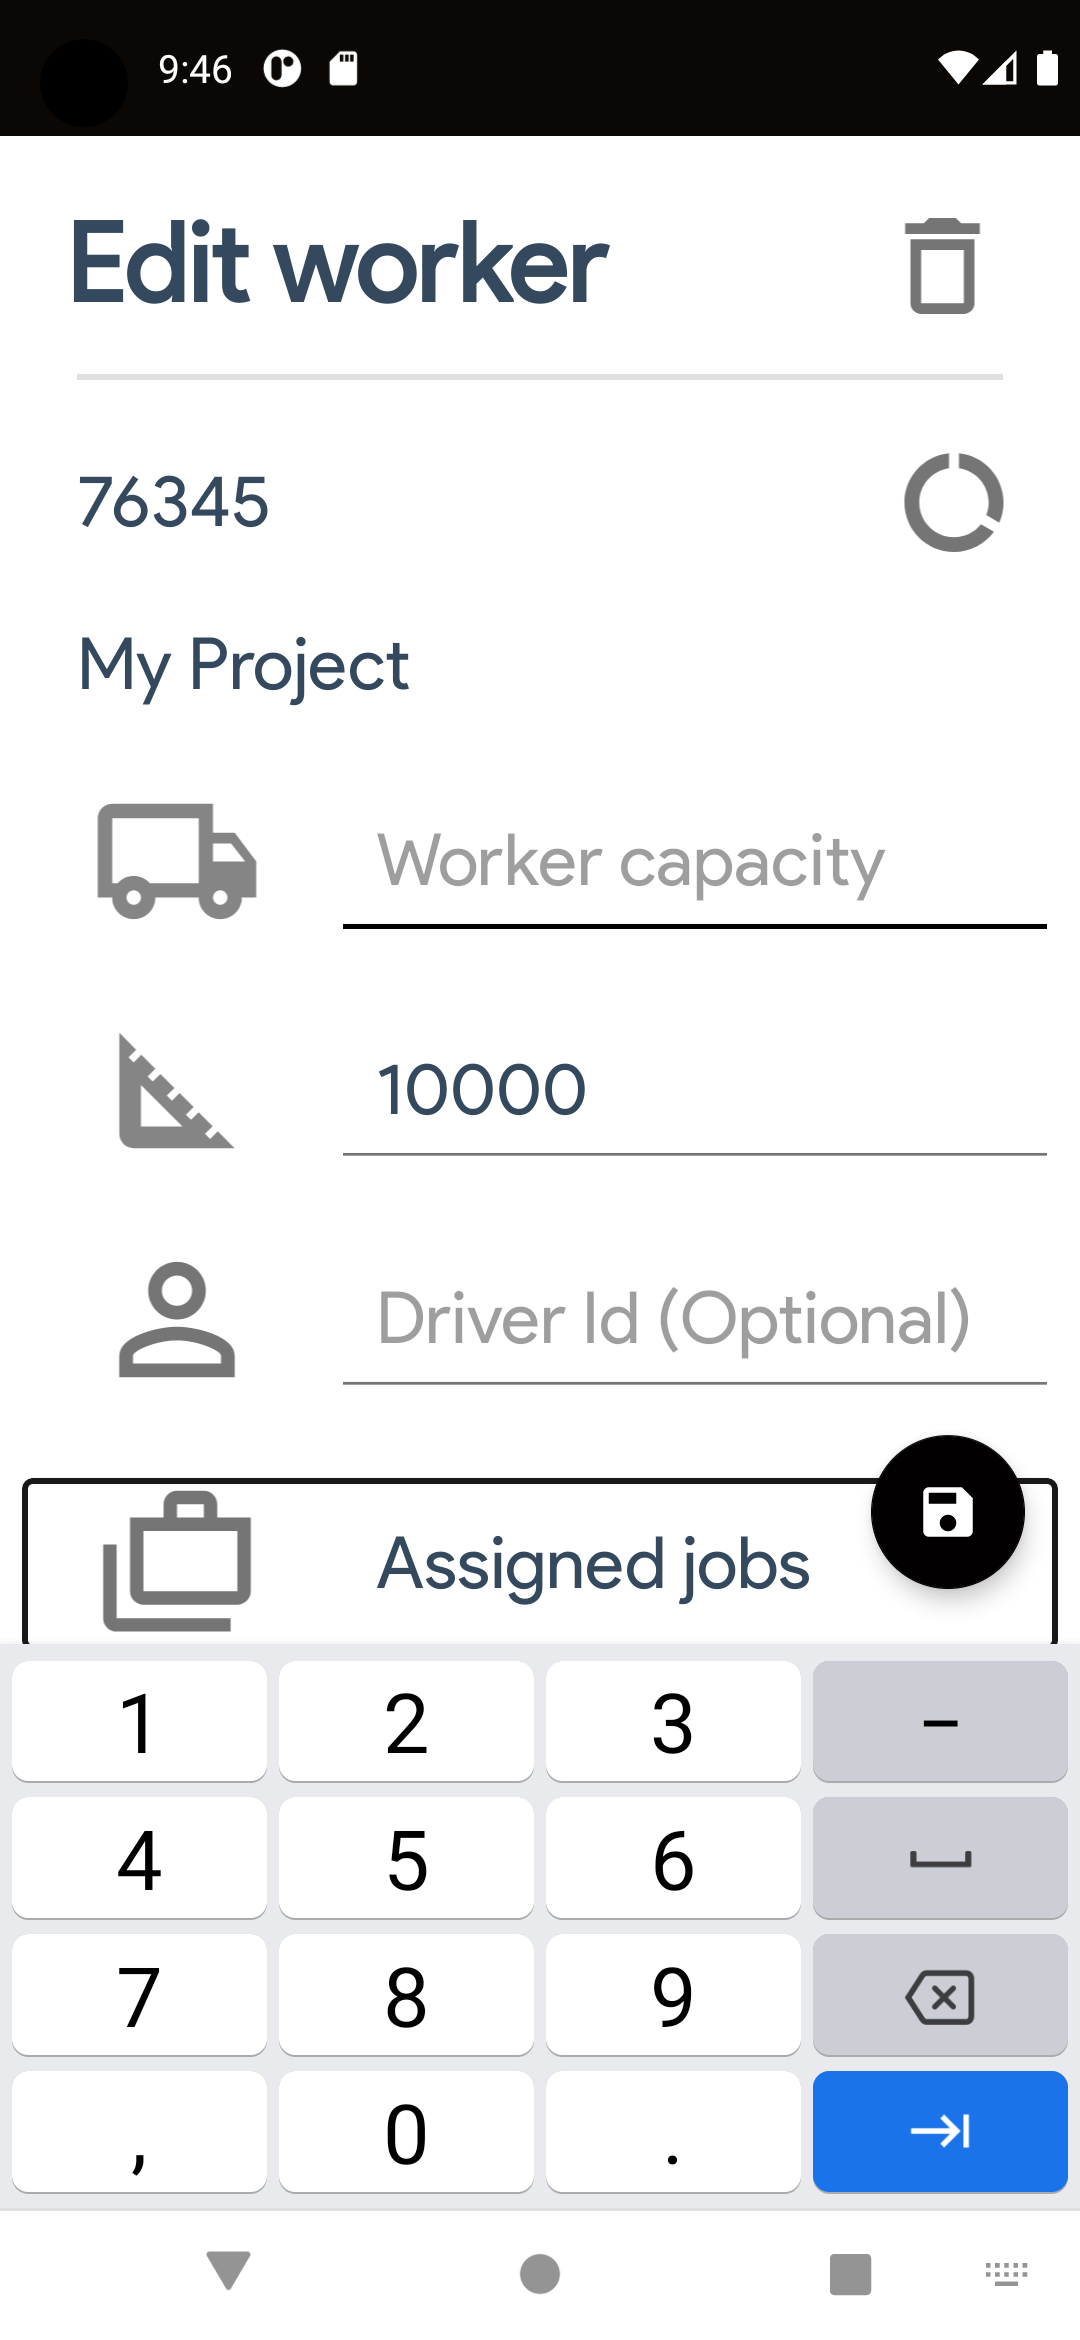 9:46
Edit worker
76345
My Project
Worker capacity
10000
Driver Id (Optional)
Assigned jobs
1 2 3 –
4 5 6
7 8 9
, 0 .